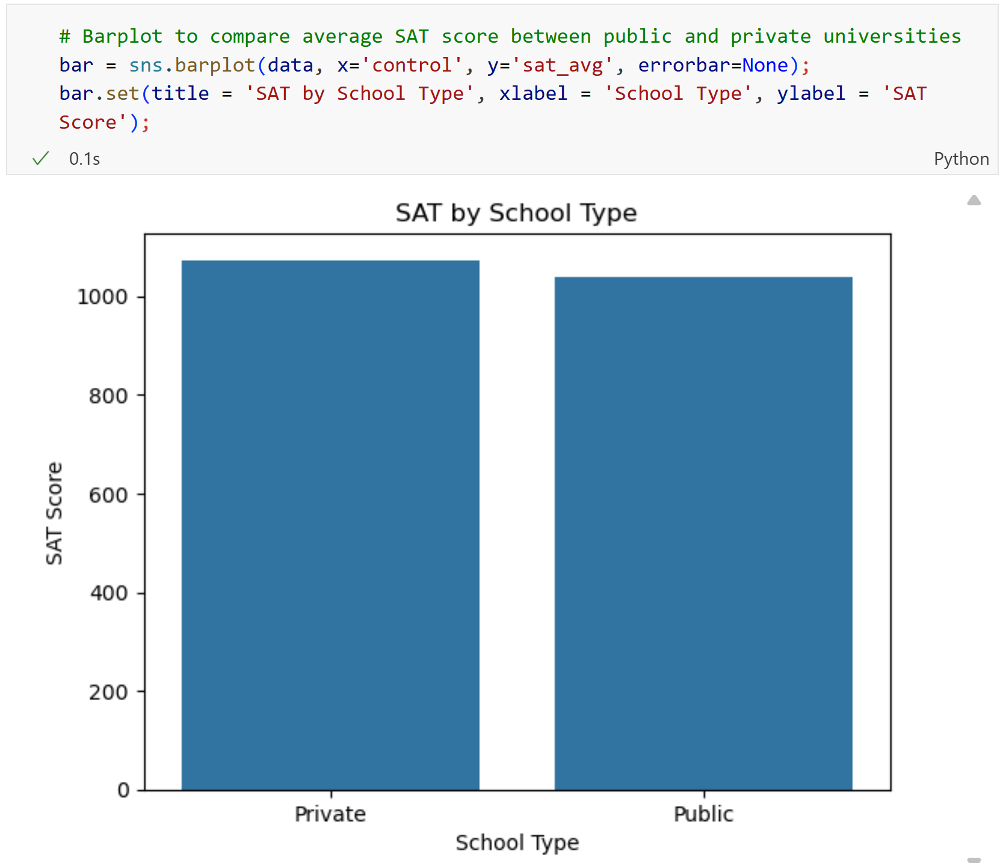 # Barplot to compare average SAT score between public and private universities
bar = sns.barplot(data, x='control', y='sat_avg', errorbar=None);
bar.set(title = 'SAT by School Type', xlabel = 'School Type', ylabel = 'SAT
Score');
0.1s
Python
SAT by School Type
1000
800
600
400
200
0
SAT Score
Private
Public
School Type